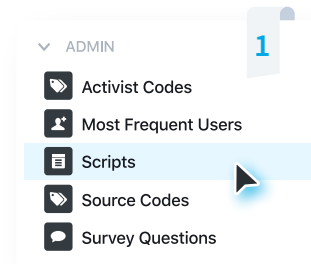 1
ADMIN
Activist Codes
Most Frequent Users
Scripts
Source Codes
Survey Questions